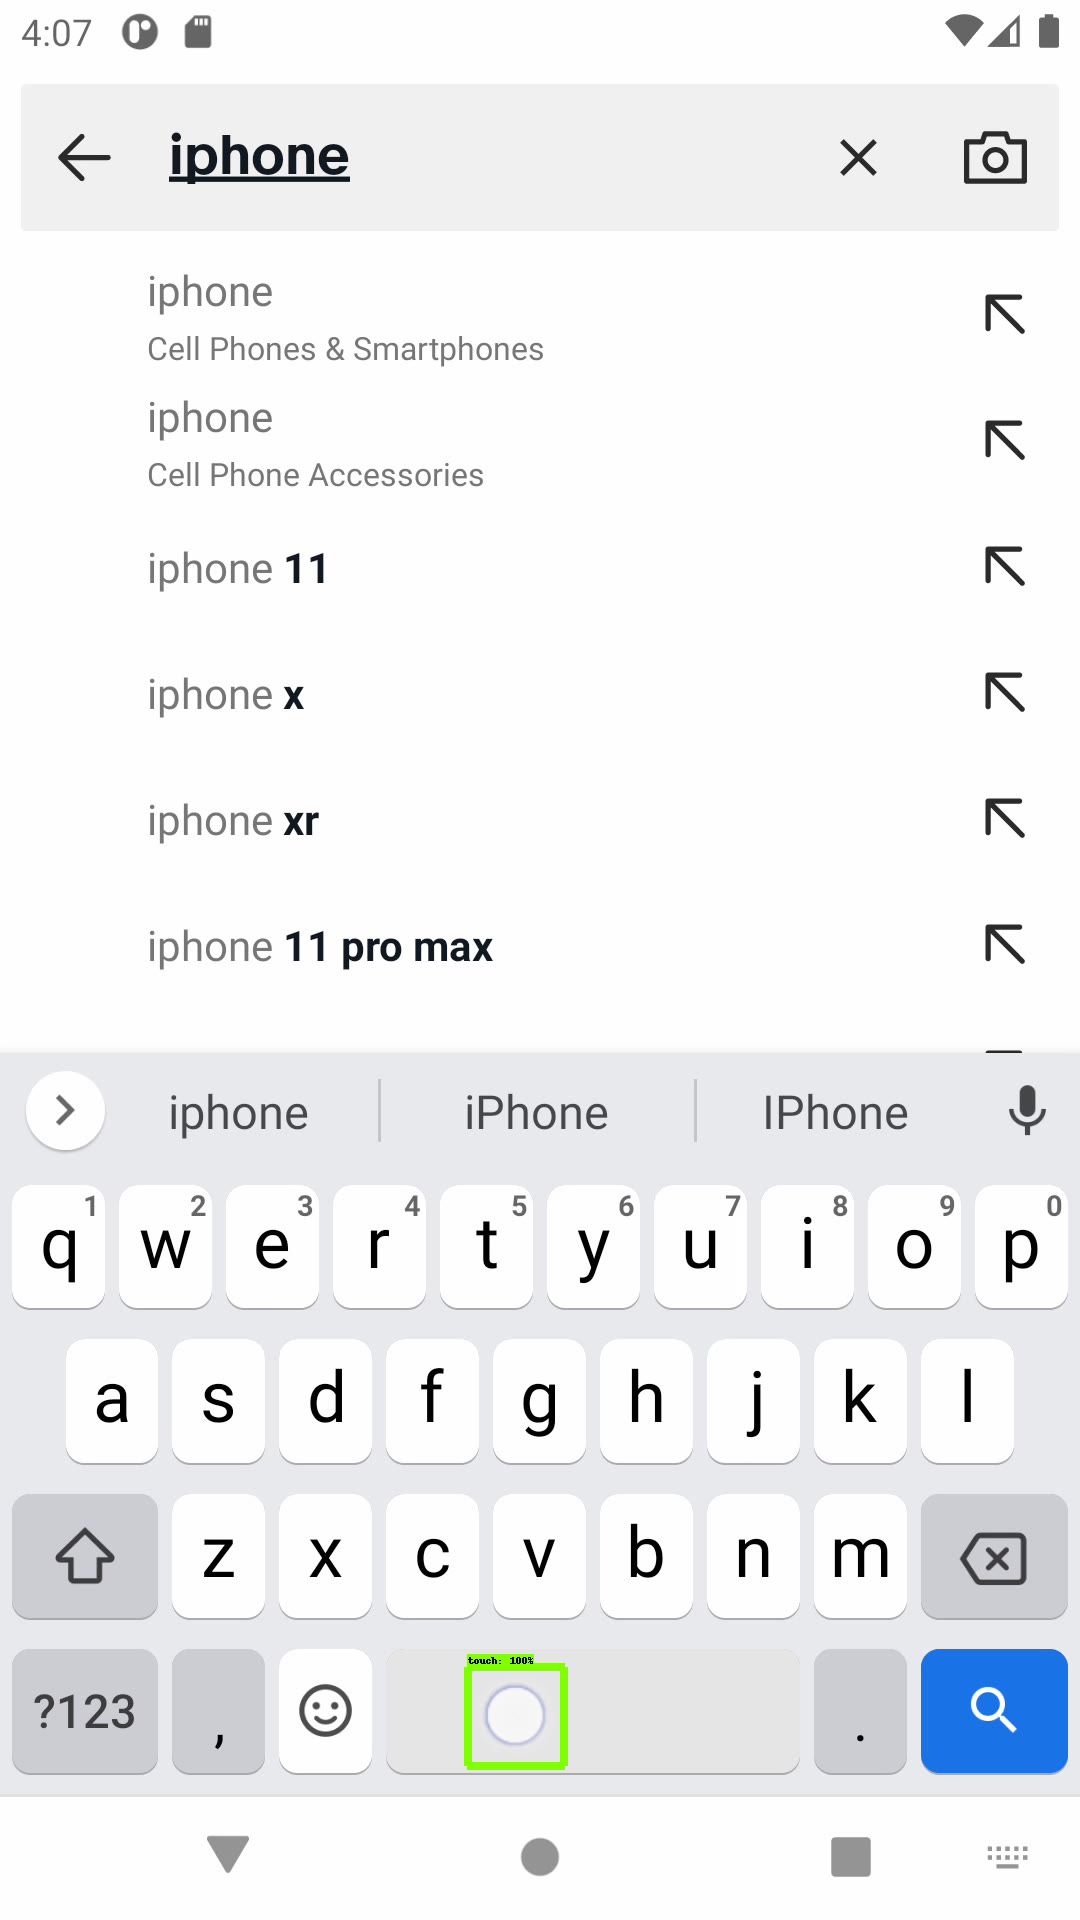 4:07
iphone
iphone
Cell Phones & Smartphones
iphone
Cell Phone Accessories
iphone 11
iphone x
iphone xr
iphone 11 pro max
iphone iPhone IPhone
1 2 3 4 5 6 7 8 9 0
q w e r t y u i o p
a s d f g h j k l
z x c v b n m
touch: 100%
?123 , .